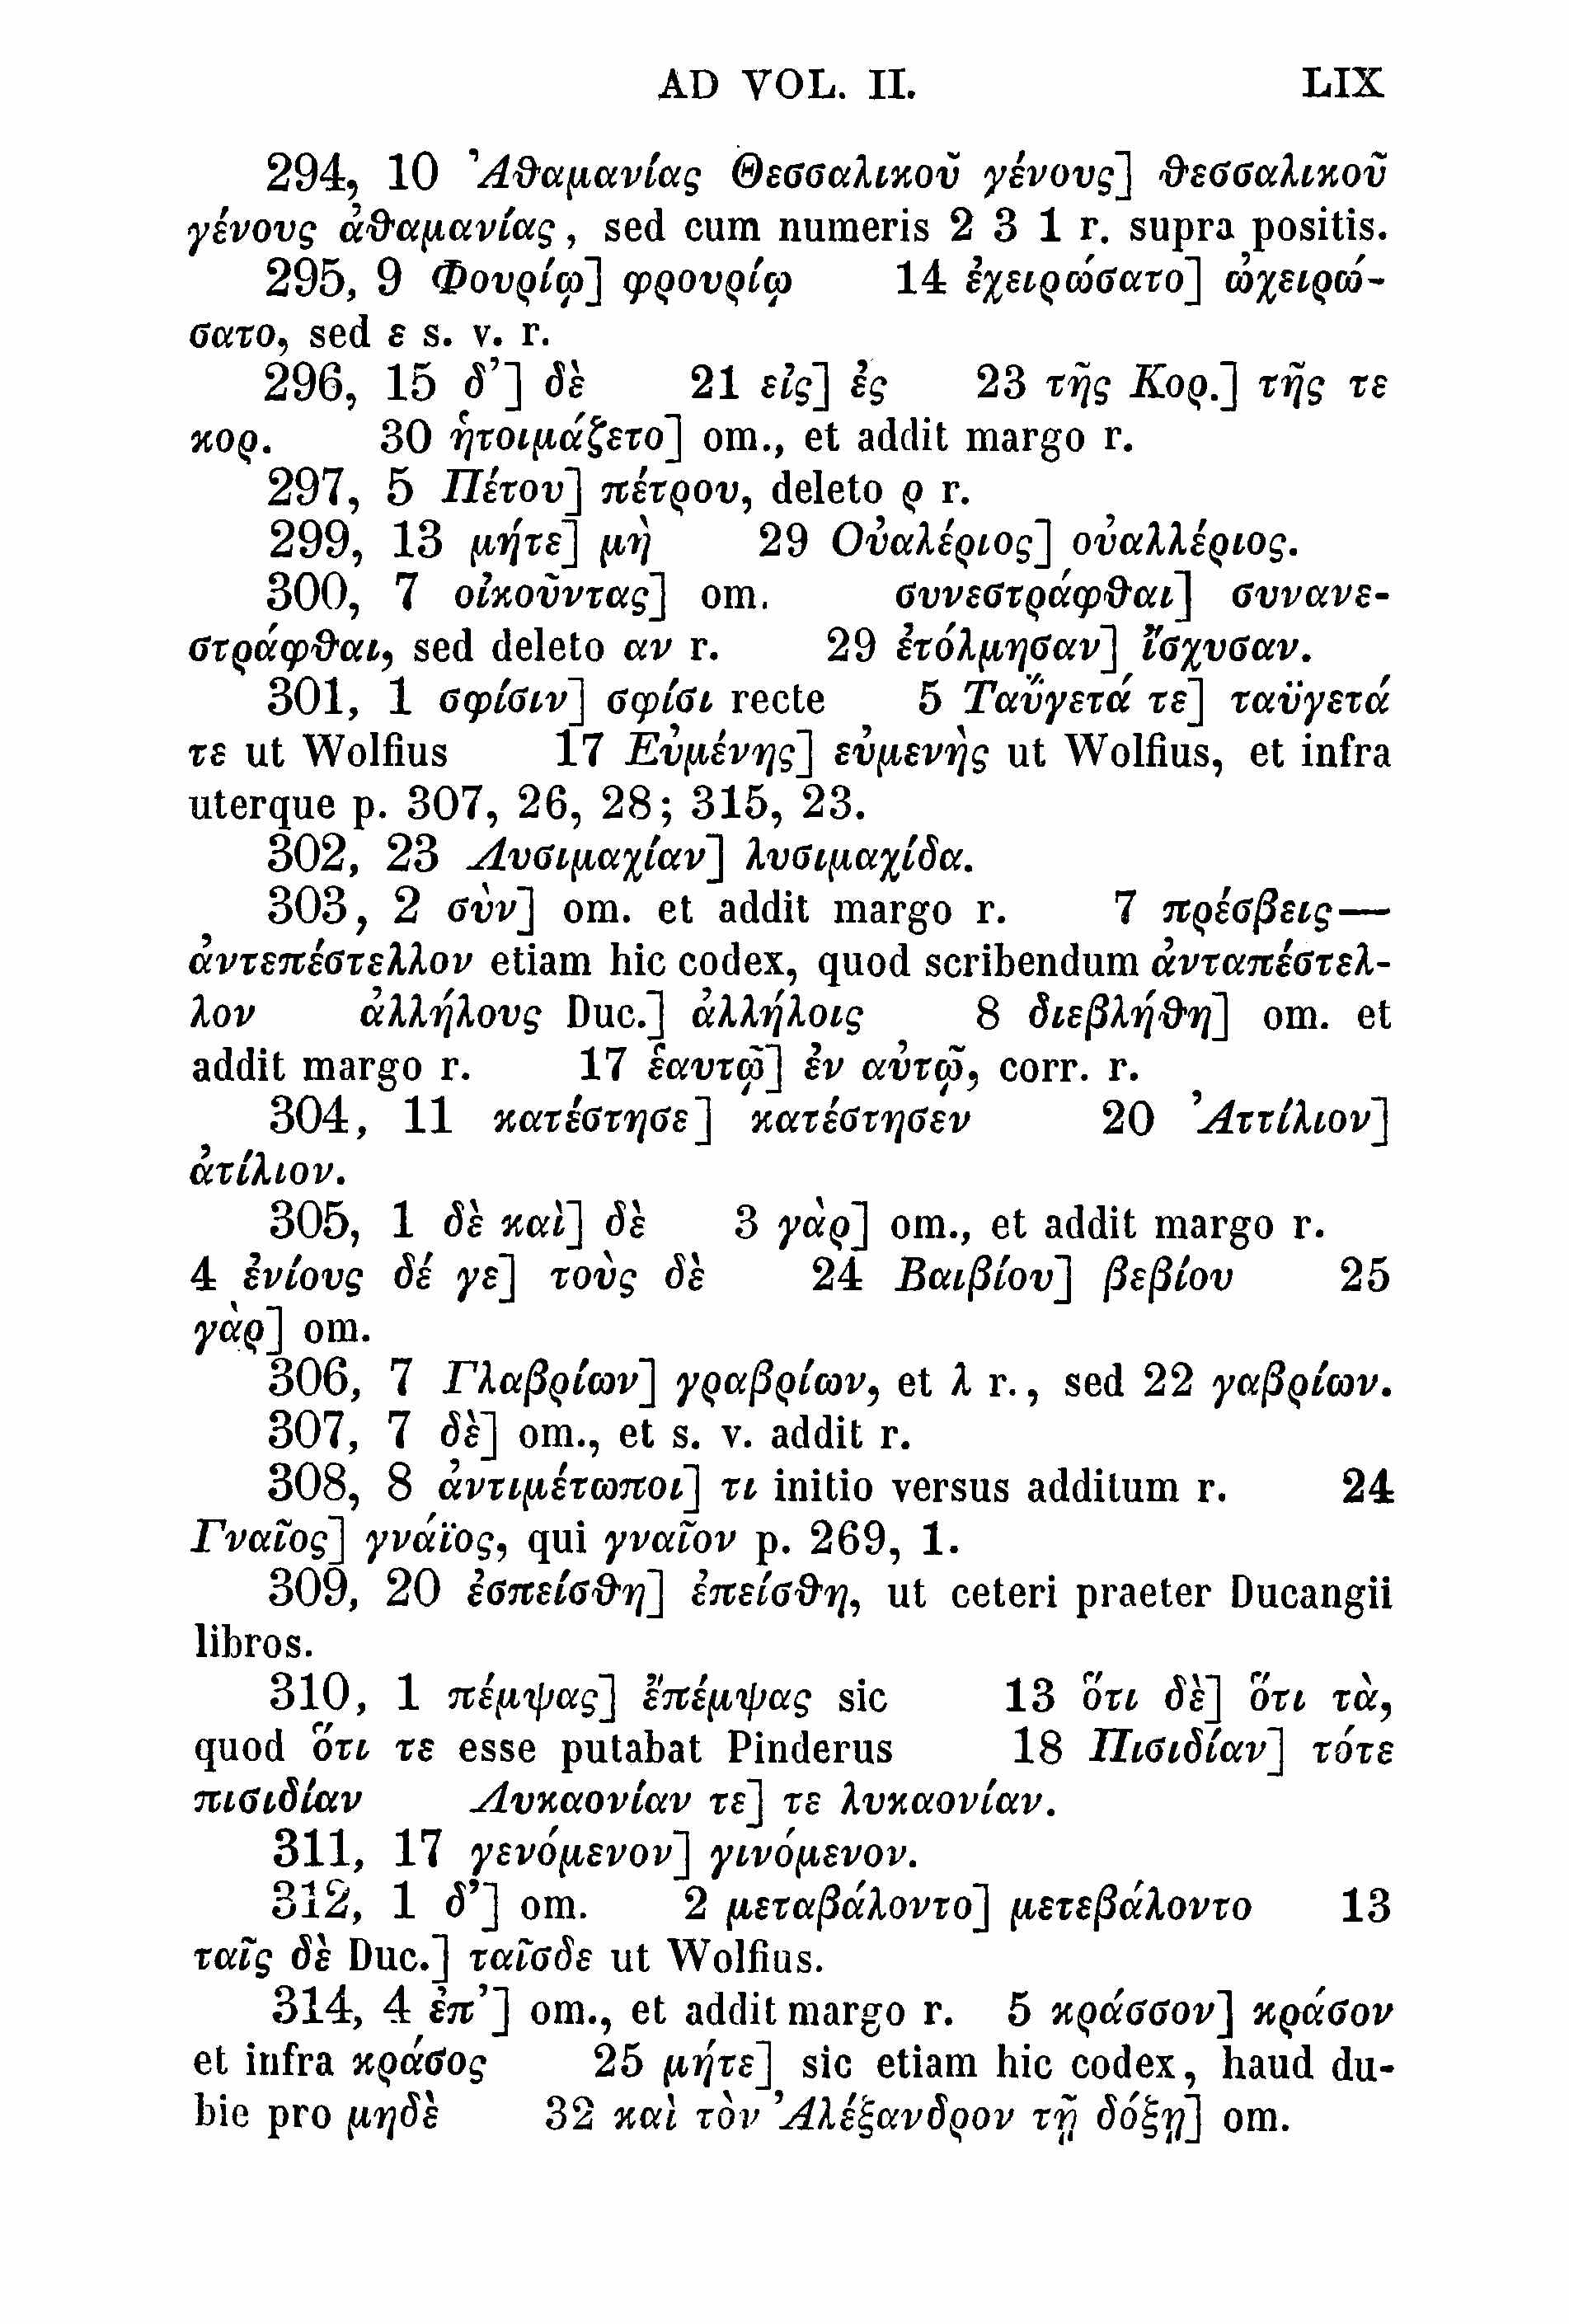 AD VOL. II. LIX
294, 10 Ἀθαμανίας Θεσσαλικοῦ γένους] θεσσαλικοῦ
γένους ἀθαμανίας, sed cum numeris 2 3 1 r. supra positis.
295, 9 Φουρίῳ] φρουρίῳ 14 ἐχειρώσατο] ὠχειρώ-
σατο, sed ε s. v. r.
296, 15 δ’] δὲ 21 εἰς] ἐς 23 τῆς Κορ.] τῆς τε
κορ. 30 ἡτοιμάζετο] om., et addit margo r.
297, 5 Πέτου] πέτρου, deleto ρ r.
299, 13 μήτε] μὴ 29 Οὐαλέριος] οὐαλλέριος.
300, 7 οἰκοῦντας] om. συνεστράφθαι] συνανε-
στράφθαι, sed deleto αν r. 29 ἐτόλμησαν] ἴσχυσαν.
301, 1 σφίσιν] σφίσι recte 5 Ταΰγετά τε] ταϋγετά
τε ut Wolfius 17 Εὐμένης] εὐμενὴς ut Wolfius, et infra
uterque p. 307, 26, 28; 315, 23.
302, 23 Λυσιμαχίαν] λυσιμαχίδα.
303, 2 σὺν] om. et addit margo r. 7 πρέσβεις—
ἀντεπέστελλον etiam hic codex, quod scribendum ἀνταπέστελ-
λον ἀλλήλους Duc.] ἀλλήλοις 8 διεβλήθη] om. et
addit margo r. 17 ἑαυτῷ] ἐν αὐτῷ, corr. r.
304, 11 κατέστησε] κατέστησεν 20 Ἀττίλιον]
ἀτίλιον.
305, 1 δὲ καὶ] δὲ 3 γὰρ] om., et addit margo r.
4 ἐνίους δέ γε] τοὺς δὲ 24 Βαιβίου] βεβίου 25
γὰρ] om.
306, 7 Γλαβρίων] γραβρίων, et λ r., sed 22 γαβρίων.
307, 7 δὲ] om., et s. v. addit r.
308, 8 ἀντιμέτωποι] τι initio versus additum r. 24
Γναῖος] γνάϊος, qui γναῖον p. 269, 1.
309, 20 ἐσπείσθη] ἐπείσθη, ut ceteri praeter Ducangii
libros.
310, 1 πέμψας] ἔπέμψας sic 13 ὅτι δὲ] ὅτι τὰ,
quod ὅτι τε esse putabat Pinderus 18 Πισιδίαν] τότε
πισιδίαν Λυκαονίαν τε] τε λυκαονίαν.
311, 17 γενόμενον] γινόμενον.
312, 1 δ’] om. 2 μεταβάλοντο] μετεβάλοντο 13
ταῖς δὲ Duc.] ταῖσδε ut Wolfius.
314, 4 ἐπ’] om., et addit margo r. 5 κράσσον] κράσον
et infra κράσος 25 μήτε] sic etiam hic codex, haud du-
bie pro μηδὲ 32 καὶ τὸν Ἀλέξανδρον τῇ δόξῃ] om.